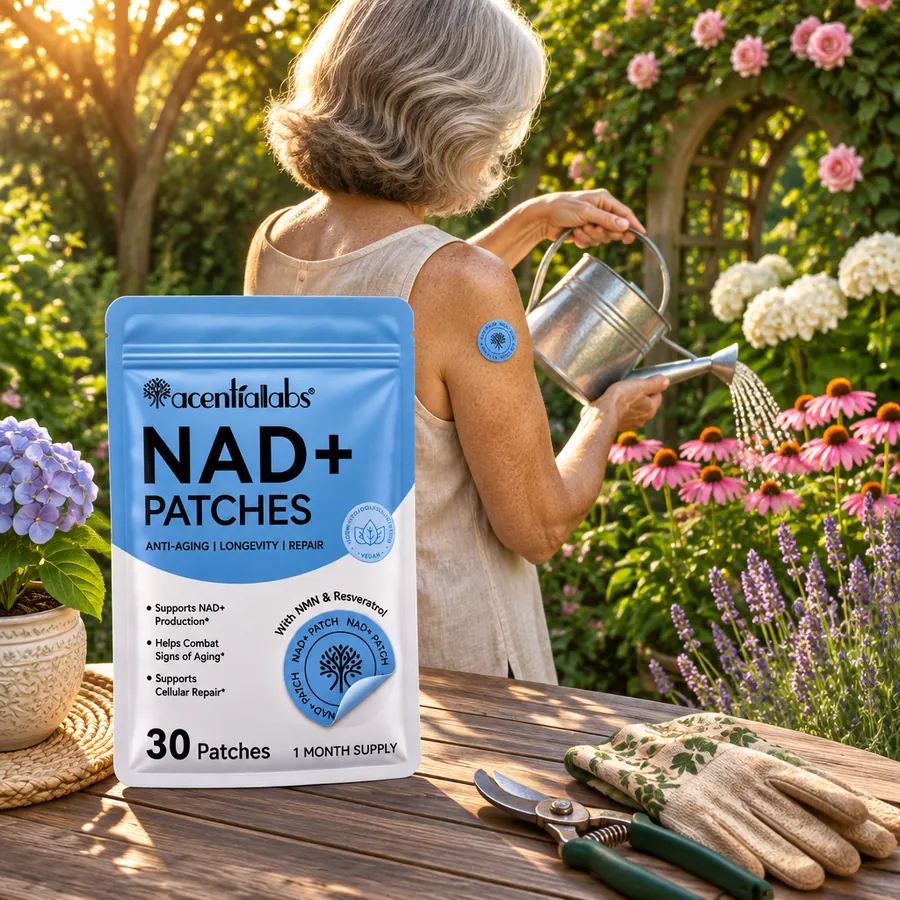 acentiallabs®
NAD+
PATCHES
ANTI-AGING | LONGEVITY | REPAIR
VEGAN
• Supports NAD+
Production*
• Helps Combat
Signs of Aging*
• Supports
Cellular Repair*
With NMN & Resveratrol
NAD+ PATCH NAD+ PATCH NAD+ PATCH
30 Patches
1 MONTH SUPPLY